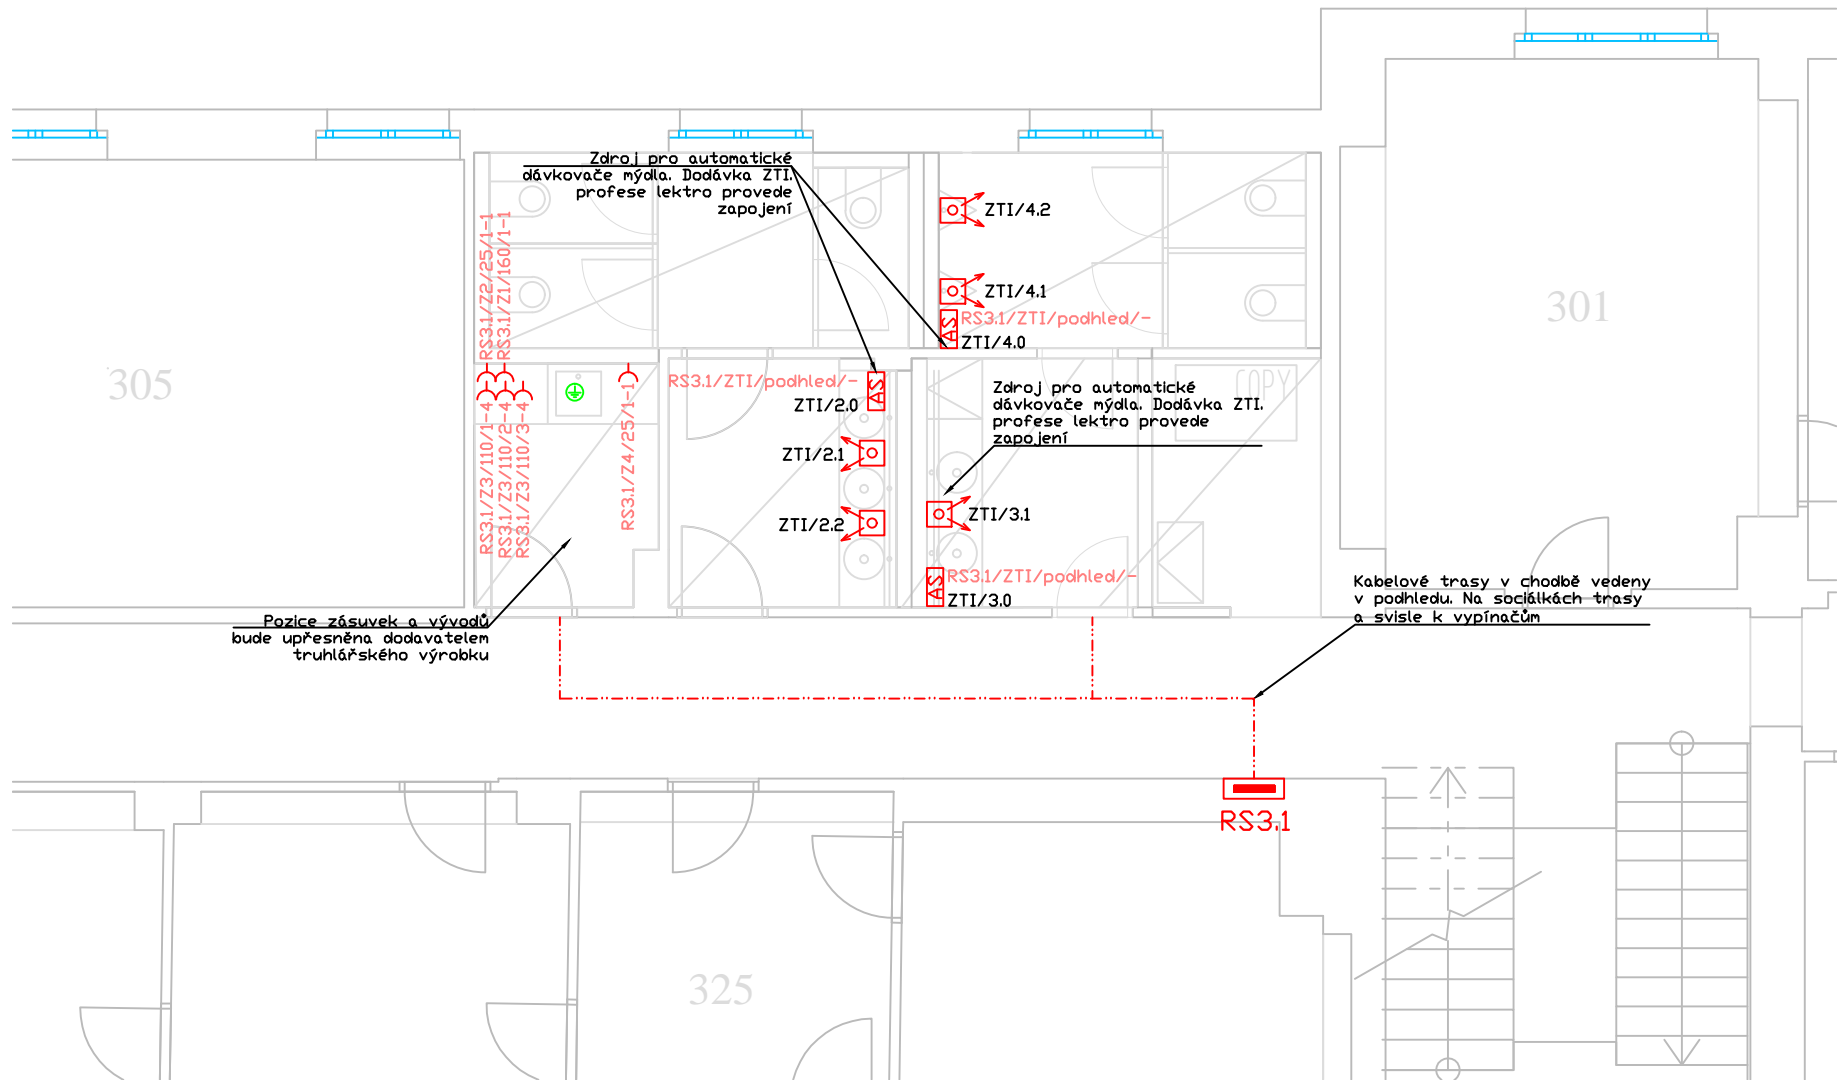 Zdroj pro automatické
dávkovače mýdla. Dodávka ZTI.
profese lektro provede
zapojení
ZTI/4.2
ZTI/4.1
RS3.1/ZTI/podhled/-
AS
ZTI/4.0
301
305
RS3.1/Z2/25/1-1
RS3.1/Z1/160/1-1
RS3.1/Z3/110/1-4
RS3.1/Z3/110/2-4
RS3.1/Z3/110/3-4
RS3.1/Z4/25/1-1
RS3.1/ZTI/podhled/-
AS
ZTI/2.0
ZTI/2.1
ZTI/2.2
Zdroj pro automatické
dávkovače mýdla. Dodávka ZTI.
profese lektro provede
zapojení
COPY
ZTI/3.1
RS3.1/ZTI/podhled/-
AS
ZTI/3.0
Kabelové trasy v chodbě vedeny
v podhledu. Na sociálkách trasy
a svisle k vypínačům
Pozice zásuvek a vývodů
bude upřesněna dodavatelem
truhlářského výrobku
RS3.1
325